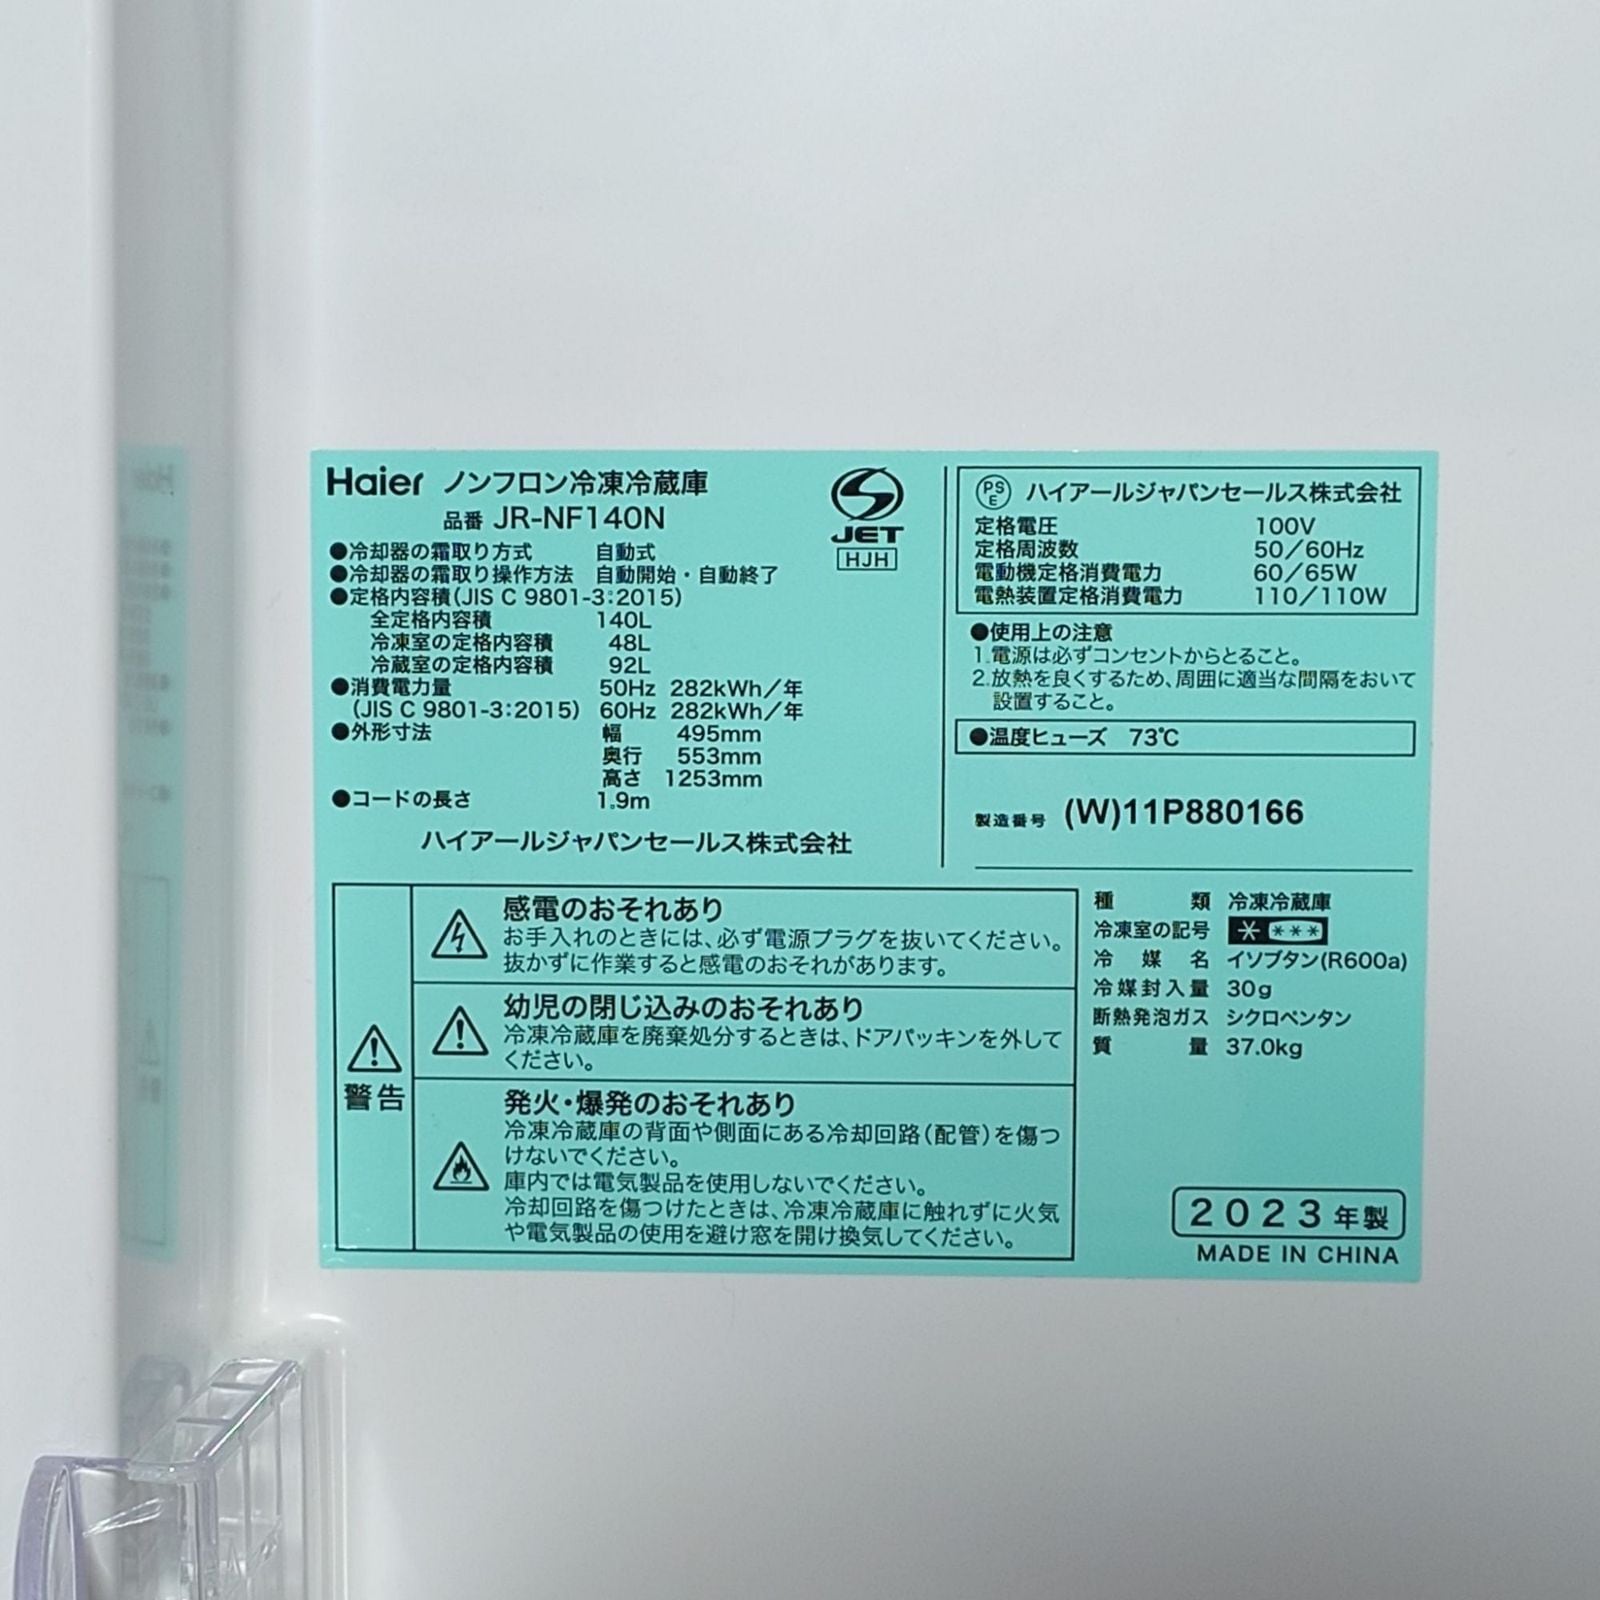 Haier ノンフロン冷凍冷蔵庫
品番 JR-NF140N
●冷却器の霜取り方式 自動式
●冷却器の霜取り操作方法 自動開始・自動終了
●定格内容積(JIS C 9801-3:2015)
全定格内容積 140L
冷凍室の定格内容積 48L
冷蔵室の定格内容積 92L
●消費電力量 50Hz 282kWh/年
(JIS C 9801-3:2015) 60Hz 282kWh/年
●外形寸法 幅 495mm
奥行 553mm
高さ 1253mm
●コードの長さ 1.9m
ハイアールジャパンセールス株式会社
JET
HJH
PSE ハイアールジャパンセールス株式会社
定格電圧 100V
定格周波数 50/60Hz
電動機定格消費電力 60/65W
電熱装置定格消費電力 110/110W
●使用上の注意
1.電源は必ずコンセントからとること。
2.放熱を良くするため、周囲に適当な間隔をおいて
設置すること。
●温度ヒューズ 73℃
製造番号 (W)11P880166
警告
感電のおそれあり
お手入れのときには、必ず電源プラグを抜いてください。
抜かずに作業すると感電のおそれがあります。
幼児の閉じ込みのおそれあり
冷凍冷蔵庫を廃棄処分するときは、ドアパッキンを外して
ください。
発火・爆発のおそれあり
冷凍冷蔵庫の背面や側面にある冷却回路(配管)を傷つ
けないでください。
庫内では電気製品を使用しないでください。
冷却回路を傷つけたときは、冷凍冷蔵庫に触れずに火気
や電気製品の使用を避け窓を開け換気してください。
種類 冷凍冷蔵庫
冷凍室の記号 * ***
冷媒名 イソブタン(R600a)
冷媒封入量 30g
断熱発泡ガス シクロペンタン
質量 37.0kg
2023年製
MADE IN CHINA